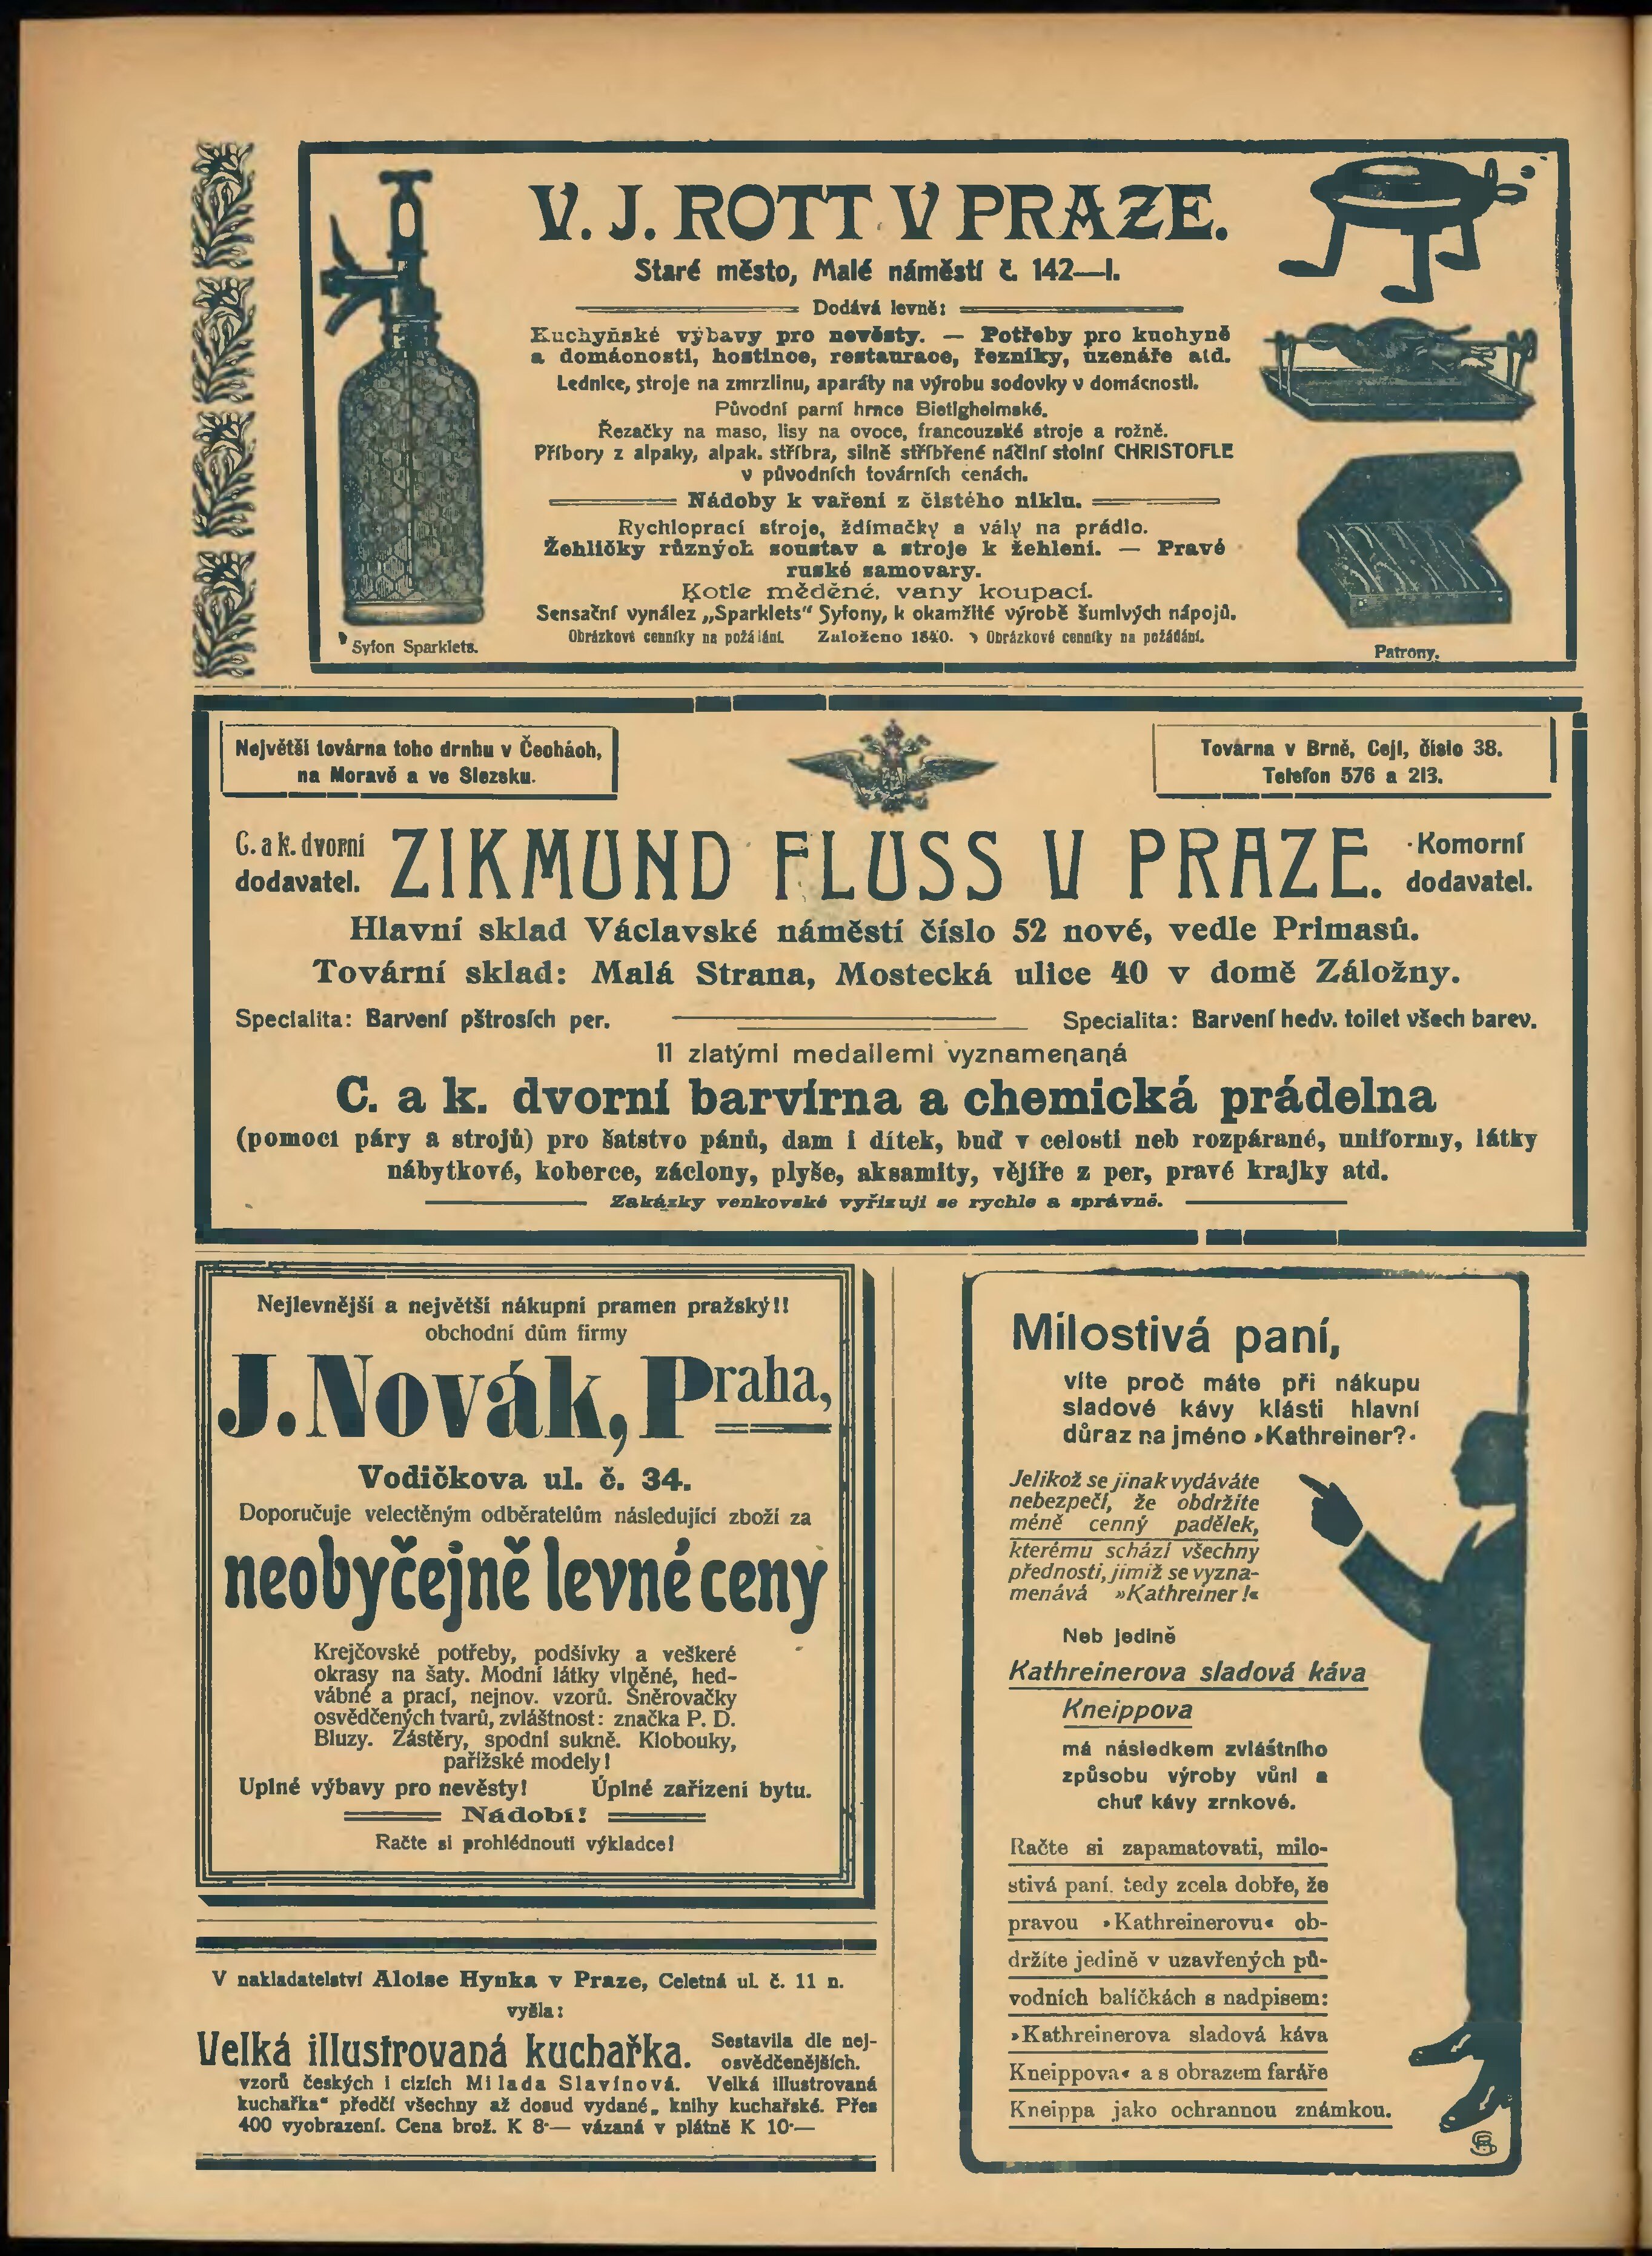 V. J. ROTT V PRAZE.
Staré město, Malé náměstí č. 142—I.
Dodává levně:
Kuchyňské výbavy pro nevěsty. — Potřeby pro kuchyně
a domácnosti, hostince, restaurace, řezníky, uzenáře atd.
Lednice, stroje na zmrzlinu, aparáty na výrobu sodovky v domácnosti.
Původní parní hrnce Bietigheimské.
Řezačky na maso, lisy na ovoce, francouzské stroje a rožně.
Příbory z alpaky, alpak. stříbra, silně stříbřené náčiní stolní CHRISTOFLE
v původních továrních cenách.
Nádoby k vaření z čistého niklu.
Rychloprací stroje, ždímačky a vály na prádlo.
Žehličky různých soustav a stroje k žehlení. — Pravé
ruské samovary.
Kotle měděné, vany koupací.
Sensační vynález „Sparklets" Syfony, k okamžité výrobě šumivých nápojů.
Obrázkové cenníky na požádání. Založeno 1840. Obrázkové cenníky na požádání.
Syfon Sparklets.
Patrony.
Největší továrna toho druhu v Čechách,
na Moravě a ve Slezsku.
Továrna v Brně, Cejl, číslo 38.
Telefon 576 a 213.
C. a k. dvorní
dodavatel.
ZIKMUND FLUSS V PRAZE.
Komorní
dodavatel.
Hlavní sklad Václavské náměstí číslo 52 nové, vedle Primasů.
Tovární sklad: Malá Strana, Mostecká ulice 40 v domě Záložny.
Specialita: Barvení pštrosích per.
Specialita: Barvení hedv. toilet všech barev.
11 zlatými medailemi vyznamenaná
C. a k. dvorní barvírna a chemická prádelna
(pomocí páry a strojů) pro šatstvo pánů, dam i dítek, buď v celosti neb rozpárané, uniformy, látky
nábytkové, koberce, záclony, plyše, aksamity, vějíře z per, pravé krajky atd.
Zakázky venkovské vyřizují se rychle a správně.
Nejlevnější a největší nákupní pramen pražský!!
obchodní dům firmy
J. Novák, Praha,
Vodičkova ul. č. 34.
Doporučuje velectěným odběratelům následující zboží za
neobyčejně levné ceny
Krejčovské potřeby, podšívky a veškeré
okrasy na šaty. Modní látky vlněné, hed-
vábné a prací, nejnov. vzorů. Šněrovačky
osvědčených tvarů, zvláštnost: značka P. D.
Bluzy. Zástěry, spodní sukně. Klobouky,
pařížské modely!
Uplné výbavy pro nevěsty! Úplné zařízení bytu.
Nádobí!
Račte si prohlédnouti výkladce!
V nakladatelství Aloise Hynka v Praze, Celetná ul. č. 11 n.
vyšla:
Velká illustrovaná kuchařka. Sestavila dle nej-
osvědčenějších.
vzorů českých i cizích Milada Slavínová. Velká illustrovaná
kuchařka" předčí všechny až dosud vydané„ knihy kuchařské. Přes
400 vyobrazení. Cena brož. K 8·— vázaná v plátně K 10·—
Milostivá paní,
víte proč máte při nákupu
sladové kávy klásti hlavní
důraz na jméno »Kathreiner?«
Jelikož se jinak vydáváte
nebezpečí, že obdržíte
méně cenný padělek,
kterému schází všechny
přednosti, jimiž se vyzna-
menává »Kathreiner!«
Neb jedině
Kathreinerova sladová káva
Kneippova
má následkem zvláštního
způsobu výroby vůni a
chuť kávy zrnkové.
Račte si zapamatovati, milo-
stivá paní, tedy zcela dobře, že
pravou »Kathreinerovu« ob-
držíte jedině v uzavřených pů-
vodních balíčkách s nadpisem:
»Kathreinerova sladová káva
Kneippova« a s obrazem faráře
Kneippa jako ochrannou známkou.